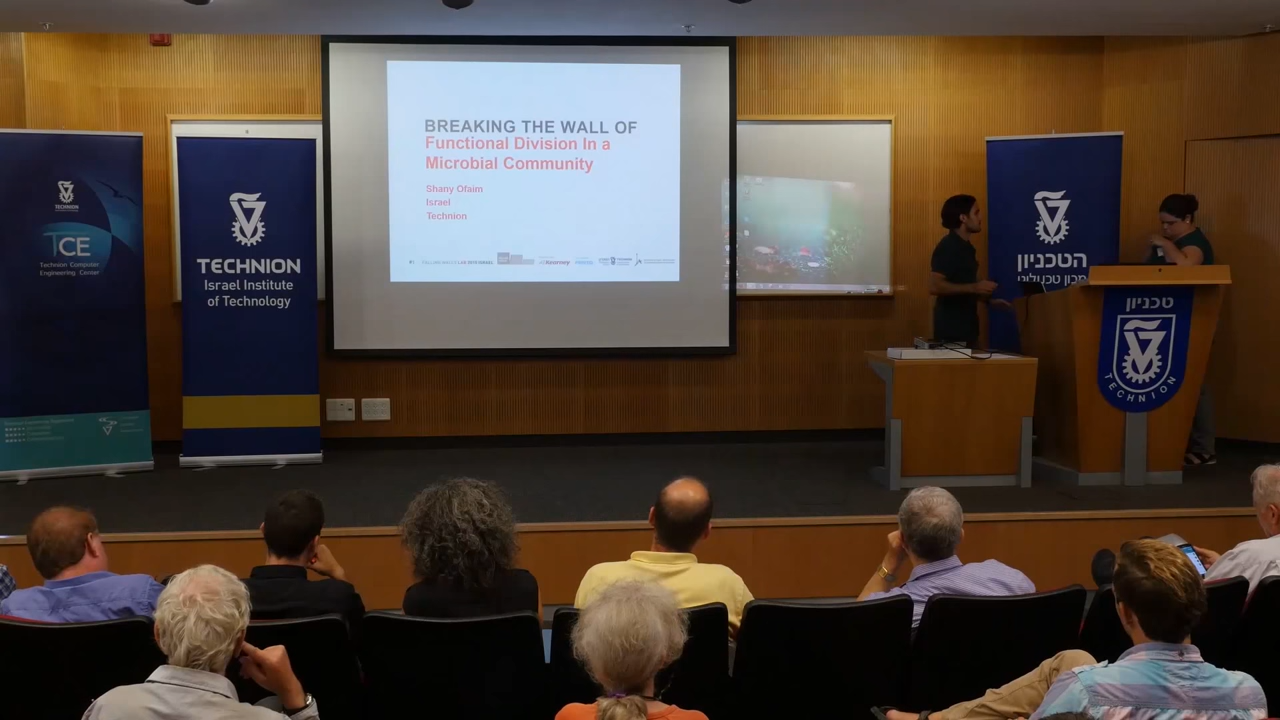 TECHNION
TCE
Technion Computer
Engineering Center
TECHNION
Israel Institute
of Technology
BREAKING THE WALL OF
Functional Division In a
Microbial Community
Shany Ofaim
Israel
Technion
הטכניון
מכון טכנולוגי
טכניון
TECHNION